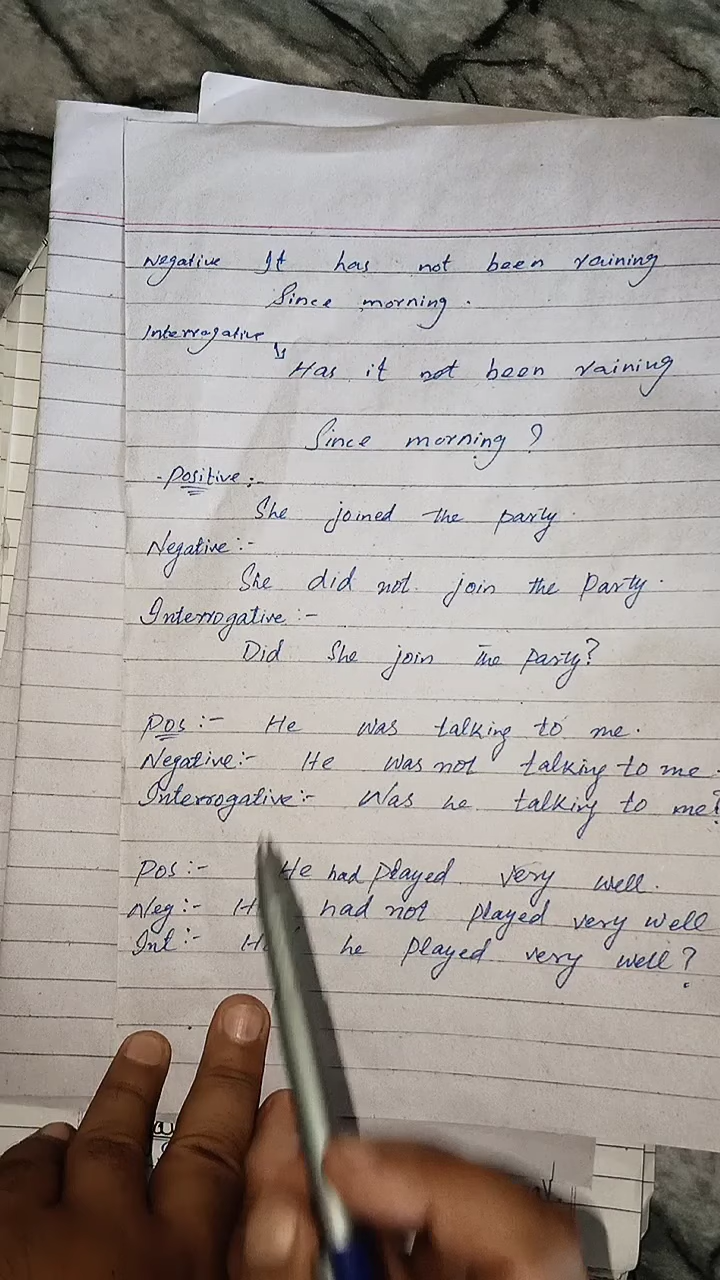 Negative It has not been raining
Since morning.
Interrogative
Has it not been raining
Since morning?
Positive:-
She joined the party.
Negative:-
She did not join the party.
Interrogative:-
Did She join the party?
Pos:- He was talking to me.
Negative:- He was not talking to me.
Interrogative:- Was he talking to me?
Pos:- He had played very well.
Neg:- had not played very well
Int:- he played very well?